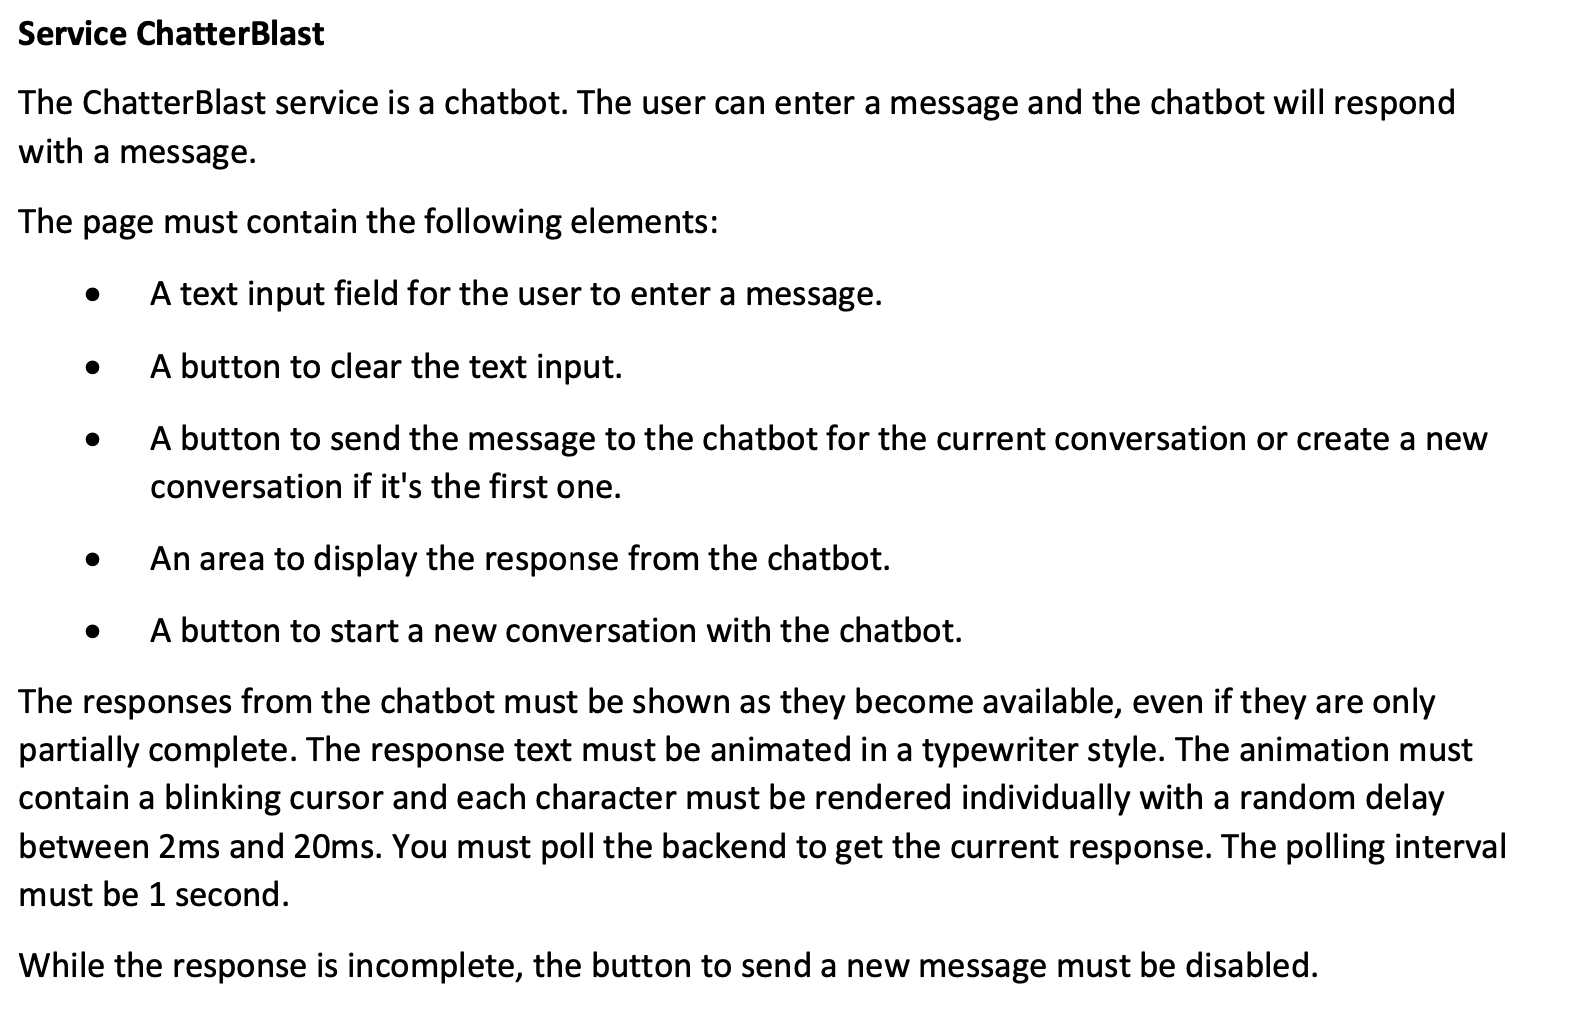 Service ChatterBlast
The ChatterBlast service is a chatbot. The user can enter a message and the chatbot will respond
with a message.
The page must contain the following elements:
• A text input field for the user to enter a message.
• A button to clear the text input.
• A button to send the message to the chatbot for the current conversation or create a new
conversation if it's the first one.
• An area to display the response from the chatbot.
• A button to start a new conversation with the chatbot.
The responses from the chatbot must be shown as they become available, even if they are only
partially complete. The response text must be animated in a typewriter style. The animation must
contain a blinking cursor and each character must be rendered individually with a random delay
between 2ms and 20ms. You must poll the backend to get the current response. The polling interval
must be 1 second.
While the response is incomplete, the button to send a new message must be disabled.